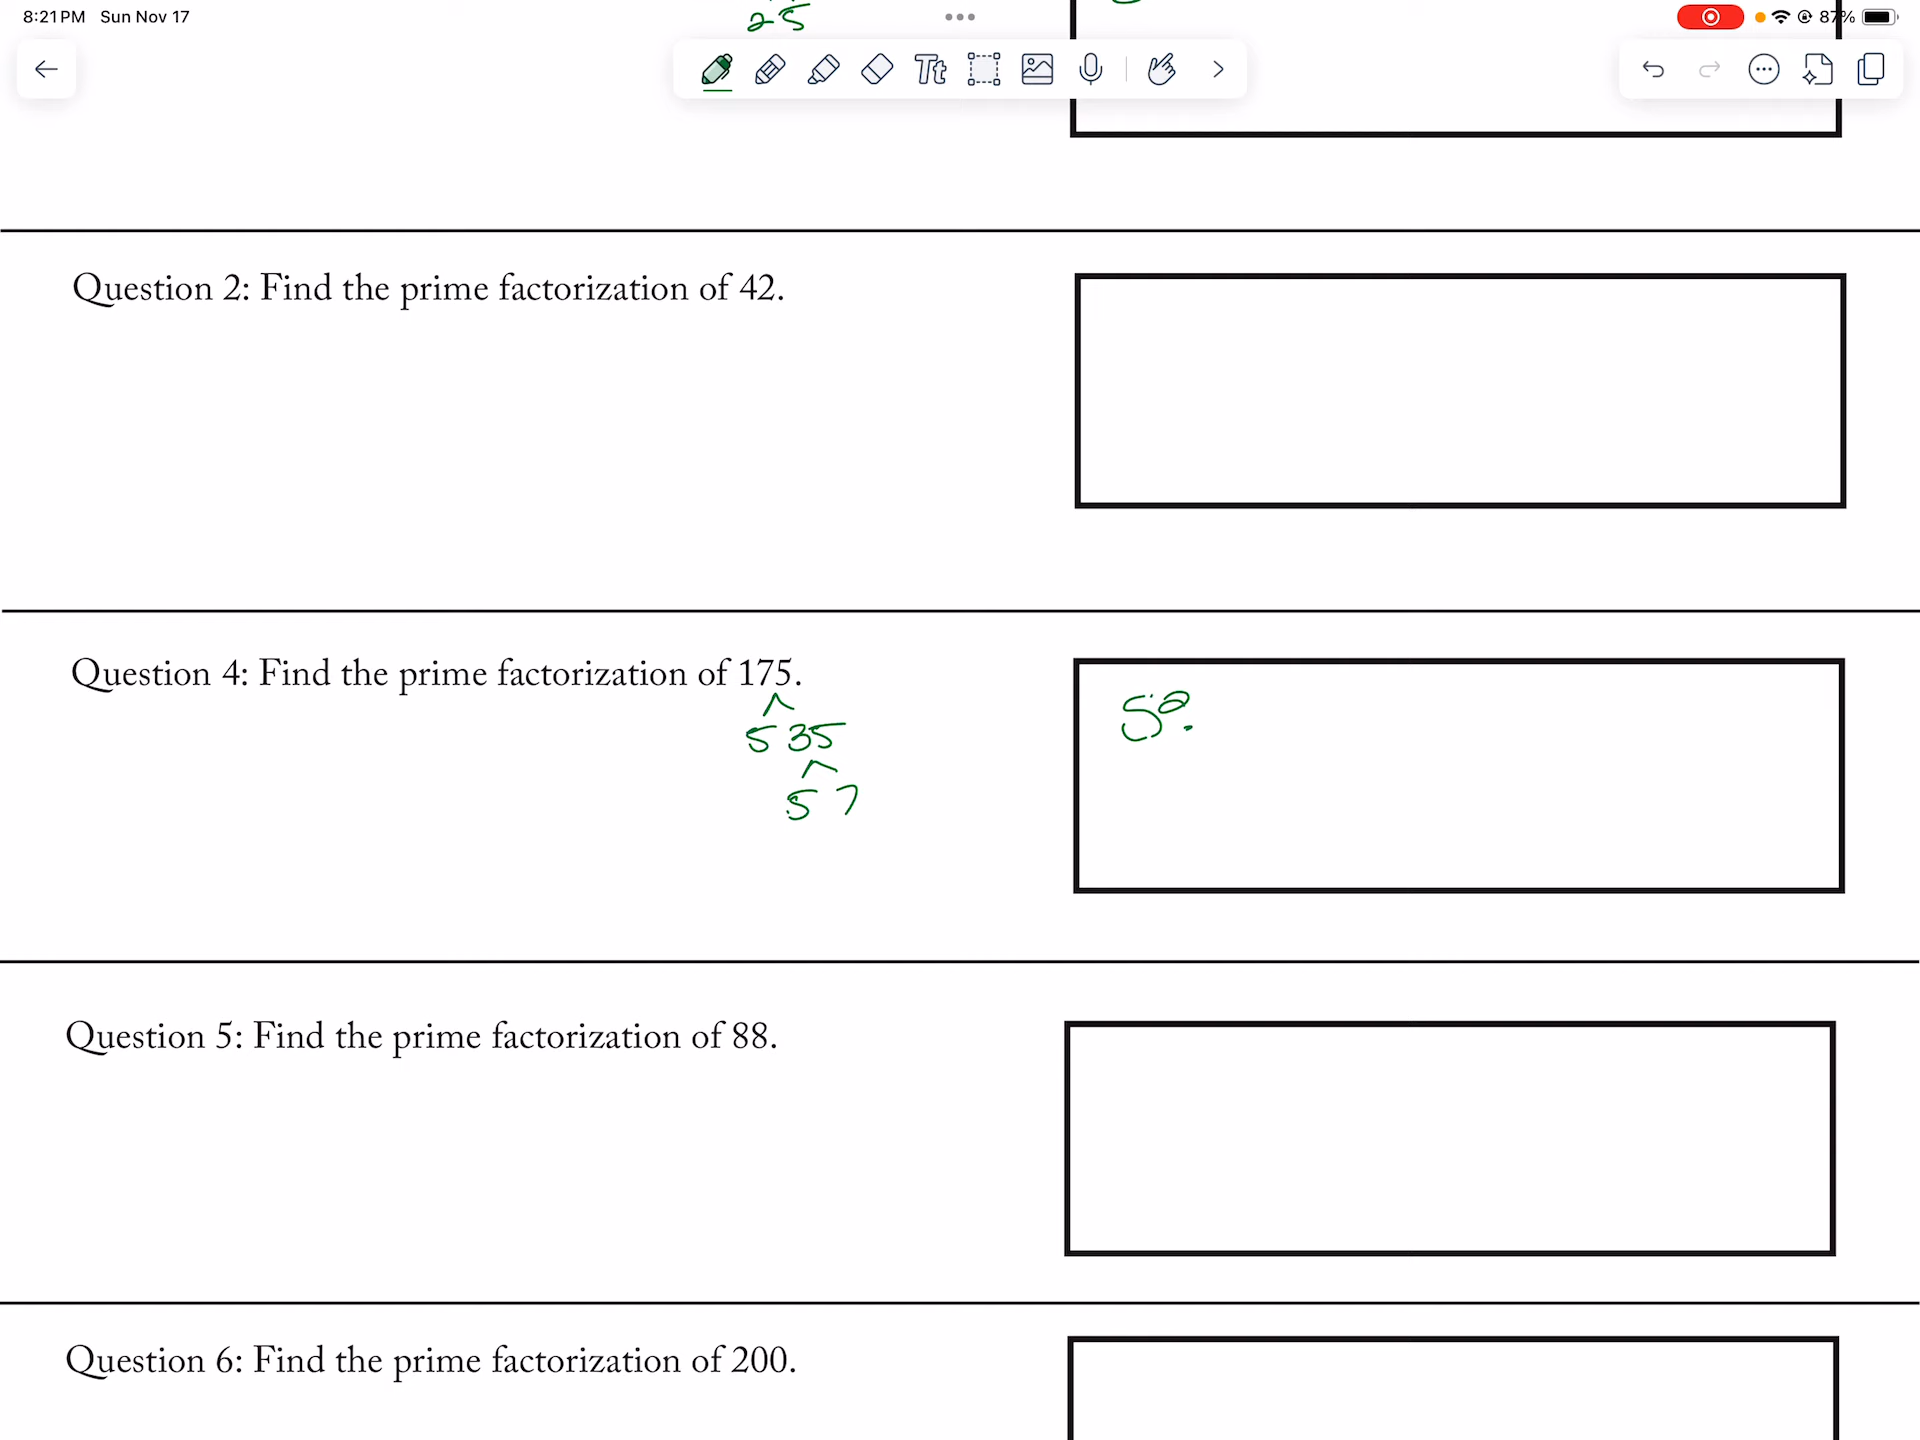 8:21 PM Sun Nov 17
87%
25
Tt
Question 2: Find the prime factorization of 42.
Question 4: Find the prime factorization of 175.
5 35
5 7
5².
Question 5: Find the prime factorization of 88.
Question 6: Find the prime factorization of 200.